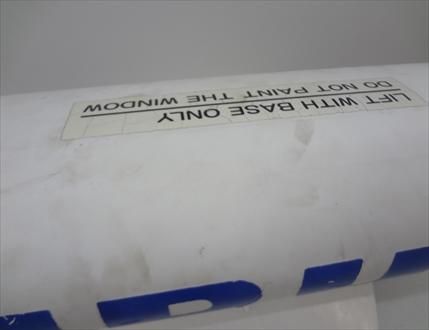 LIFT WITH BASE ONLY
DO NOT PAINT THE WINDOW